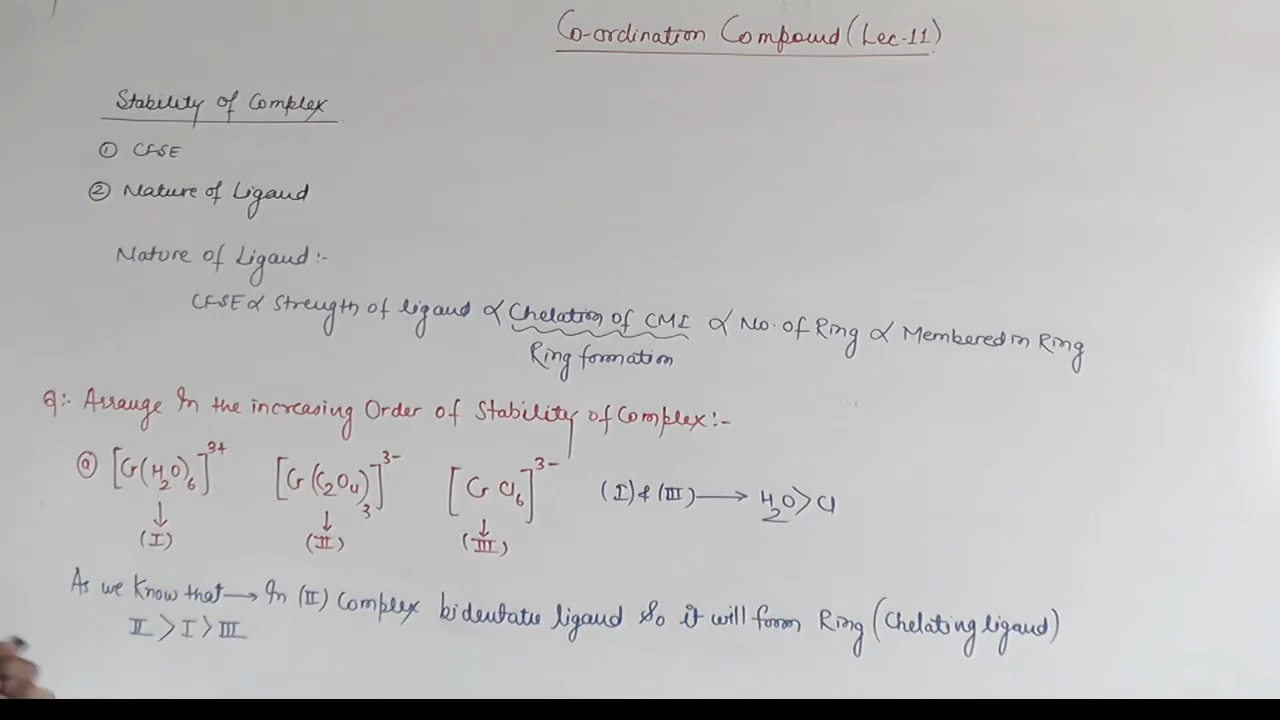 Co-ordination Compound (Lec-11)
Stability of Complex
① CFSE
② Nature of Ligand
Nature of Ligand :-
CFSE ∝ Strength of ligand ∝ Chelation of CMI ∝ No. of Ring ∝ Membered in Ring
Ring formation
Q:- Arrange In the increasing Order of Stability of Complex:-
ⓐ [Cr(H2O)6]3+ [Cr(C2O4)3]3- [CrCl6]3- (I) & (III) → H2O > Cl
↓ ↓ ↓
(I) (II) (III)
As we know that → In (II) Complex bidentate ligand So it will form Ring (Chelating ligand)
II > I > III